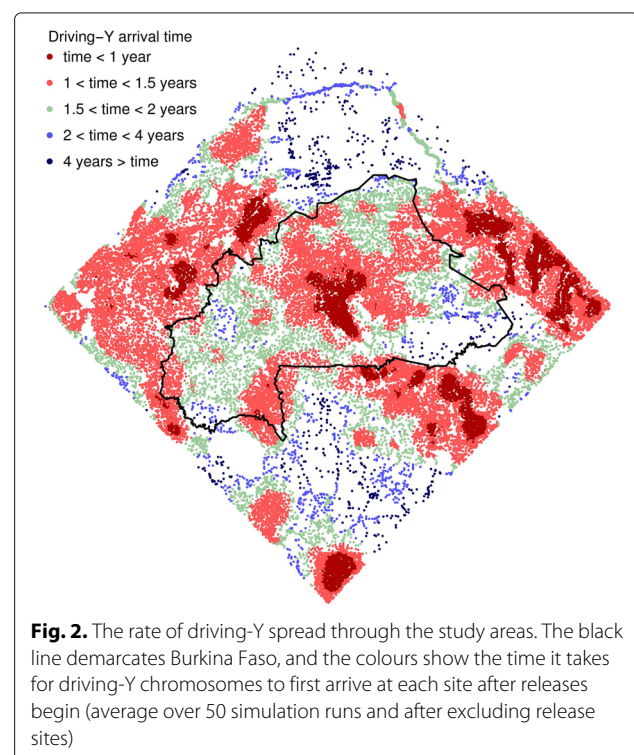 Driving–Y arrival time
time < 1 year
1 < time < 1.5 years
1.5 < time < 2 years
2 < time < 4 years
4 years > time
Fig. 2. The rate of driving-Y spread through the study areas. The black
line demarcates Burkina Faso, and the colours show the time it takes
for driving-Y chromosomes to first arrive at each site after releases
begin (average over 50 simulation runs and after excluding release
sites)